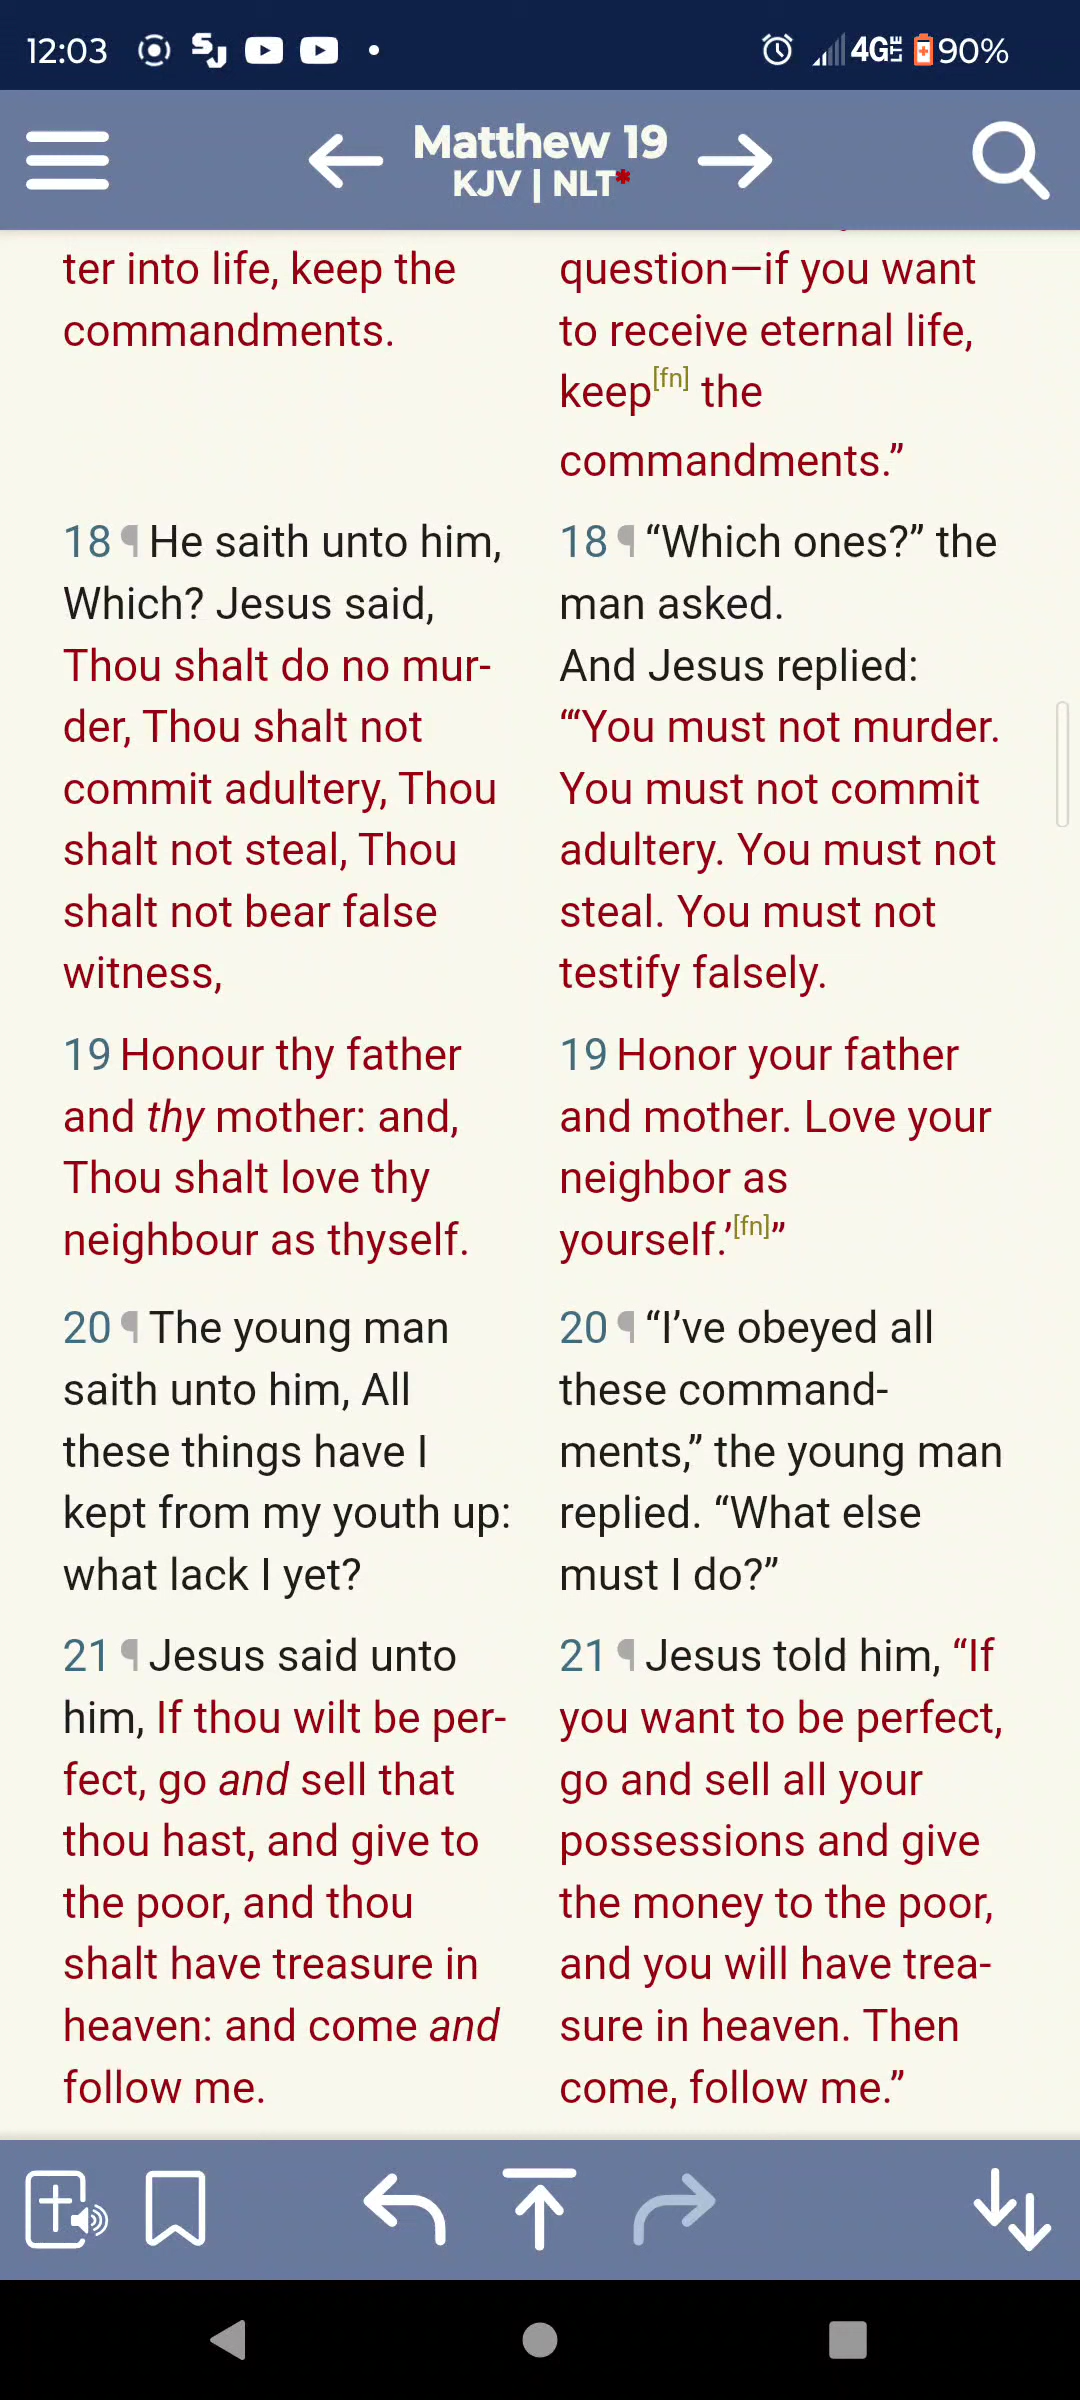 12:03 SJ 4G LTE 90%
Matthew 19
KJV | NLT*
ter into life, keep the
commandments.
question—if you want
to receive eternal life,
keep[fn] the
commandments.”
18 ¶ He saith unto him,
Which? Jesus said,
Thou shalt do no mur-
der, Thou shalt not
commit adultery, Thou
shalt not steal, Thou
shalt not bear false
witness,
18 ¶ “Which ones?” the
man asked.
And Jesus replied:
“‘You must not murder.
You must not commit
adultery. You must not
steal. You must not
testify falsely.
19 Honour thy father
and thy mother: and,
Thou shalt love thy
neighbour as thyself.
19 Honor your father
and mother. Love your
neighbor as
yourself.’[fn]”
20 ¶ The young man
saith unto him, All
these things have I
kept from my youth up:
what lack I yet?
20 ¶ “I’ve obeyed all
these command-
ments,” the young man
replied. “What else
must I do?”
21 ¶ Jesus said unto
him, If thou wilt be per-
fect, go and sell that
thou hast, and give to
the poor, and thou
shalt have treasure in
heaven: and come and
follow me.
21 ¶ Jesus told him, “If
you want to be perfect,
go and sell all your
possessions and give
the money to the poor,
and you will have trea-
sure in heaven. Then
come, follow me.”